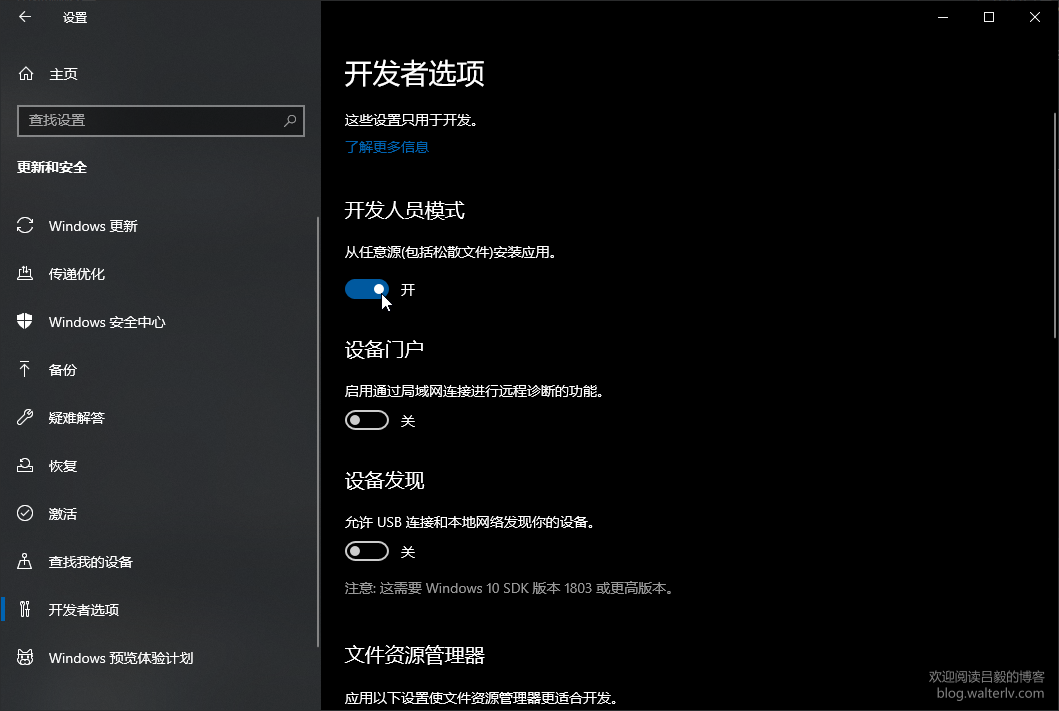 设置
主页
查找设置
更新和安全
Windows 更新
传递优化
Windows 安全中心
备份
疑难解答
恢复
激活
查找我的设备
开发者选项
Windows 预览体验计划
开发者选项
这些设置只用于开发。
了解更多信息
开发人员模式
从任意源(包括松散文件)安装应用。
开
设备门户
启用通过局域网连接进行远程诊断的功能。
关
设备发现
允许 USB 连接和本地网络发现你的设备。
关
注意: 这需要 Windows 10 SDK 版本 1803 或更高版本。
文件资源管理器
应用以下设置使文件资源管理器更适合开发。
欢迎阅读吕毅的博客
blog.walterlv.com